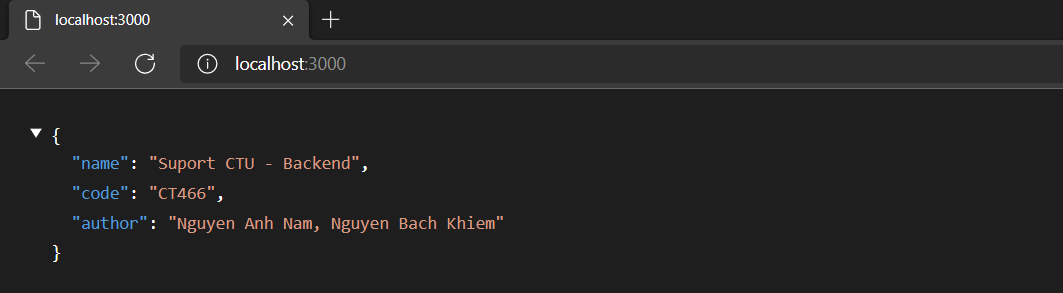 localhost:3000
localhost:3000
{
"name": "Suport CTU - Backend",
"code": "CT466",
"author": "Nguyen Anh Nam, Nguyen Bach Khiem"
}